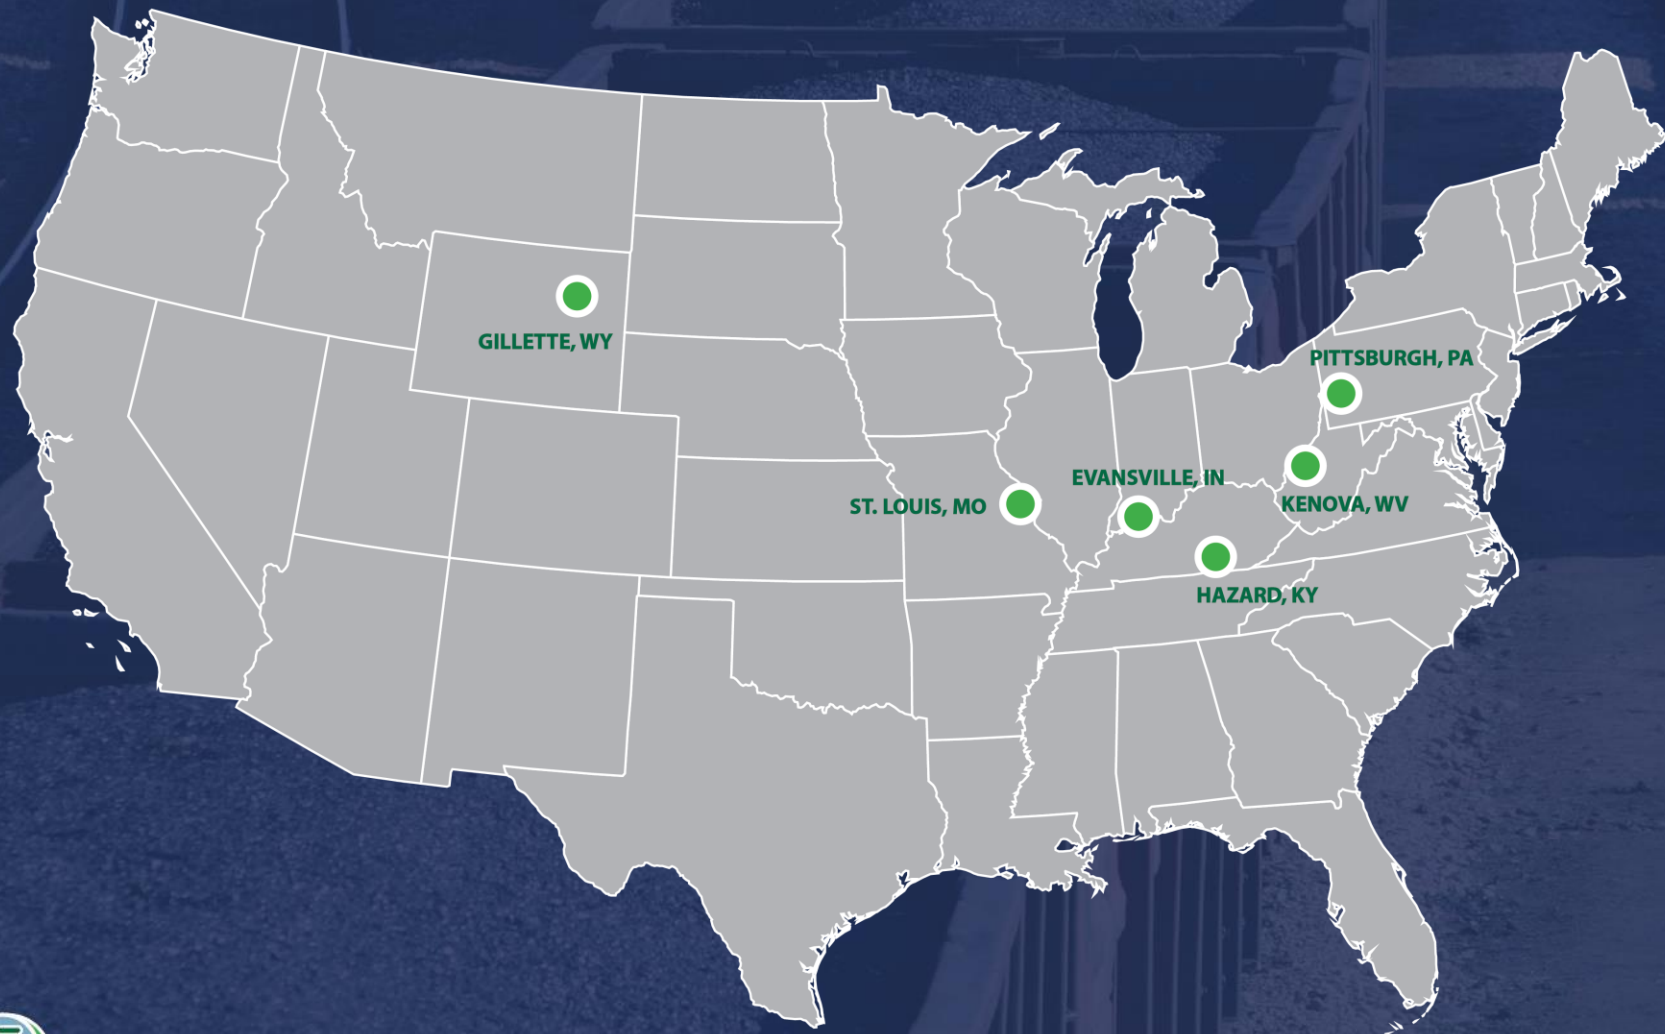 GILLETTE, WY
PITTSBURGH, PA
EVANSVILLE, IN
ST. LOUIS, MO
KENOVA, WV
HAZARD, KY